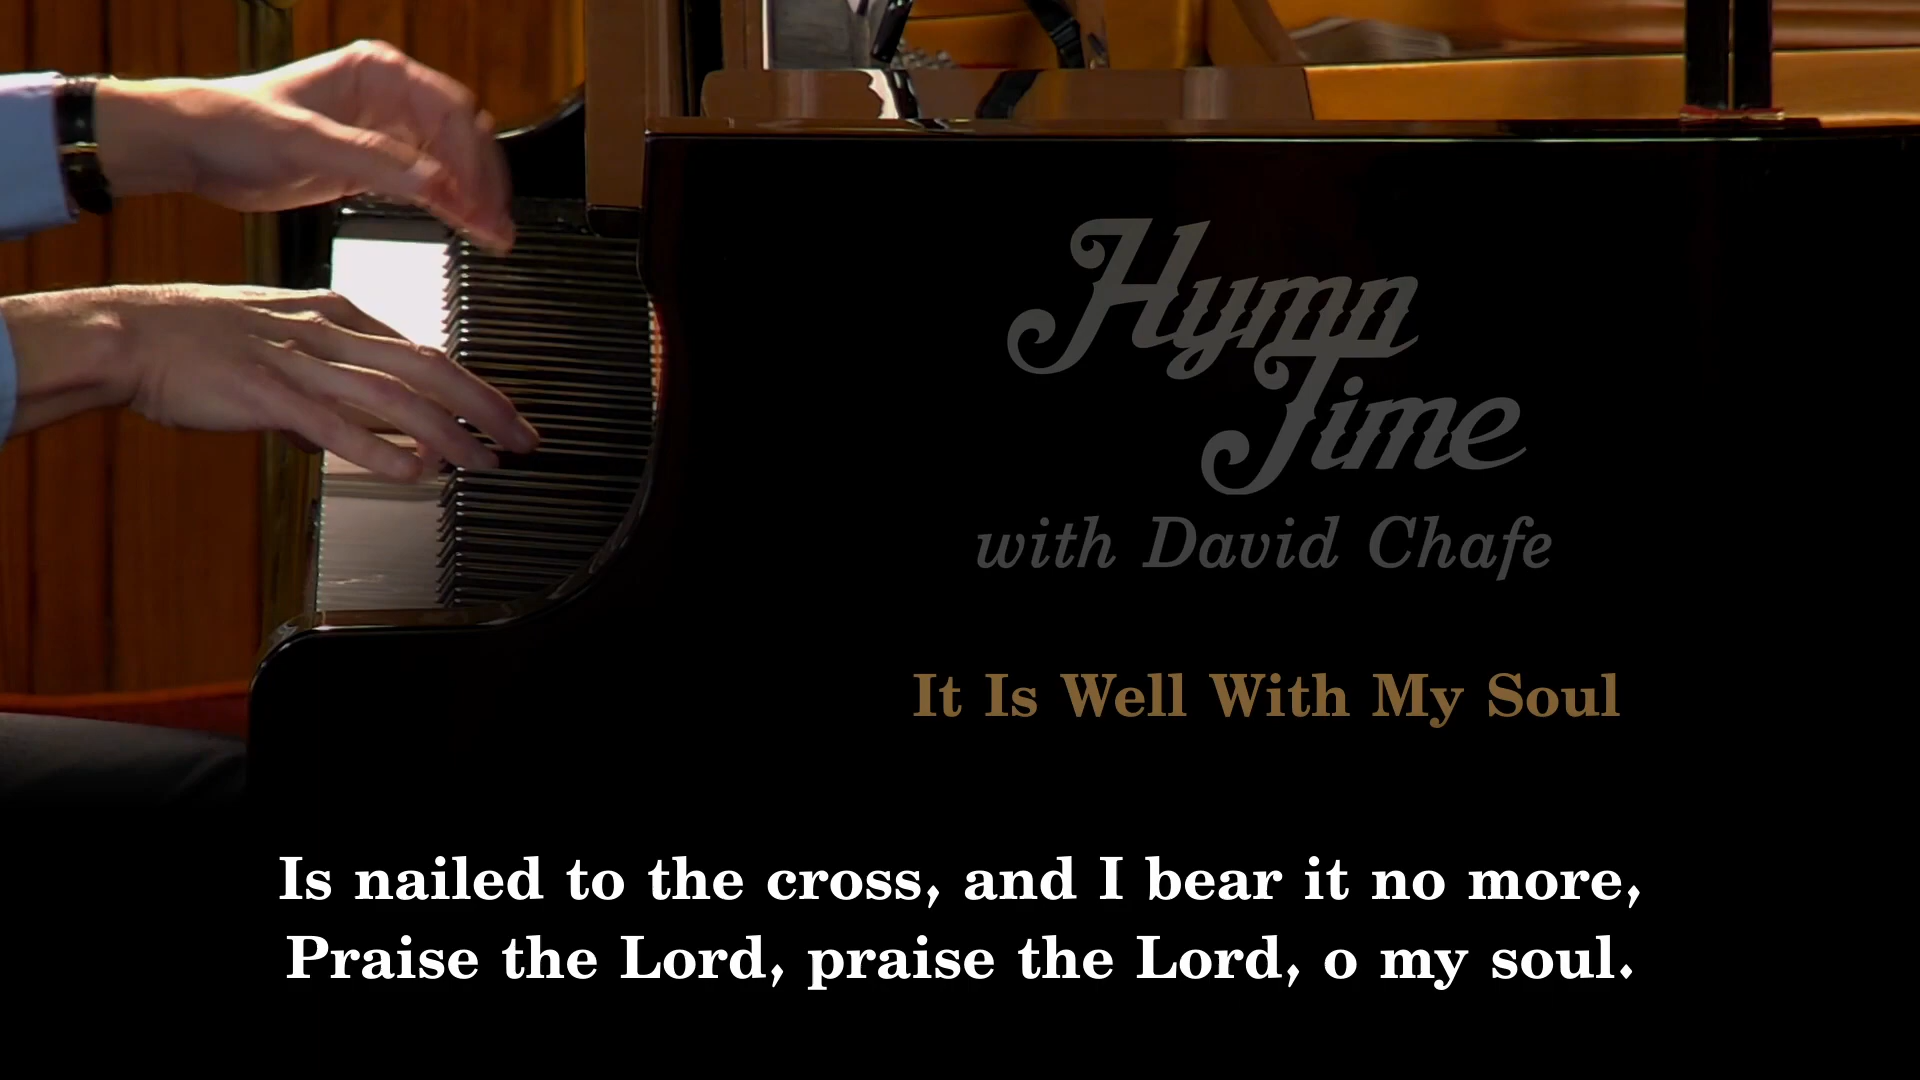 Hymn
Time
with David Chafe
It Is Well With My Soul
Is nailed to the cross, and I bear it no more,
Praise the Lord, praise the Lord, o my soul.